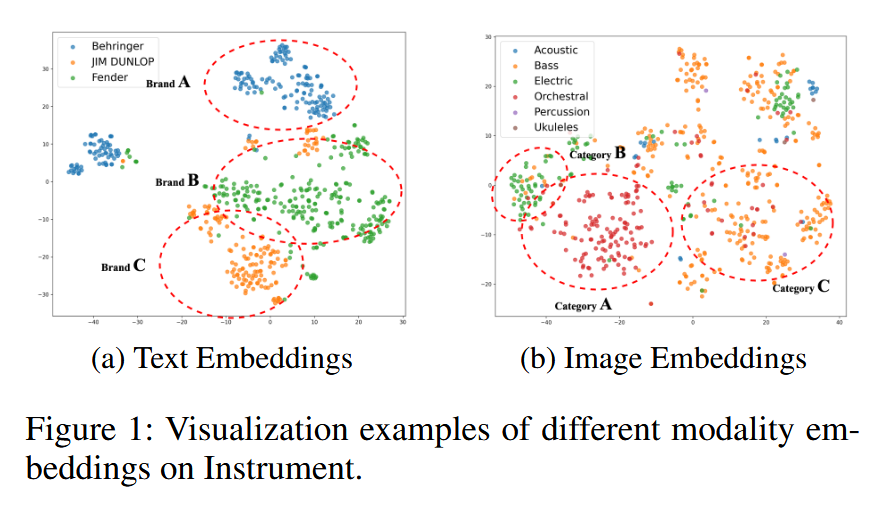 Behringer
JIM DUNLOP
Fender
Brand A
Brand B
Brand C
30
20
10
0
−10
−20
−30
−40
−20
0
10
20
30
(a) Text Embeddings
Acoustic
Bass
Electric
Orchestral
Percussion
Ukuleles
Category B
Category A
Category C
30
20
10
0
−10
−20
−40
−20
0
20
40
(b) Image Embeddings
Figure 1: Visualization examples of different modality em-
beddings on Instrument.